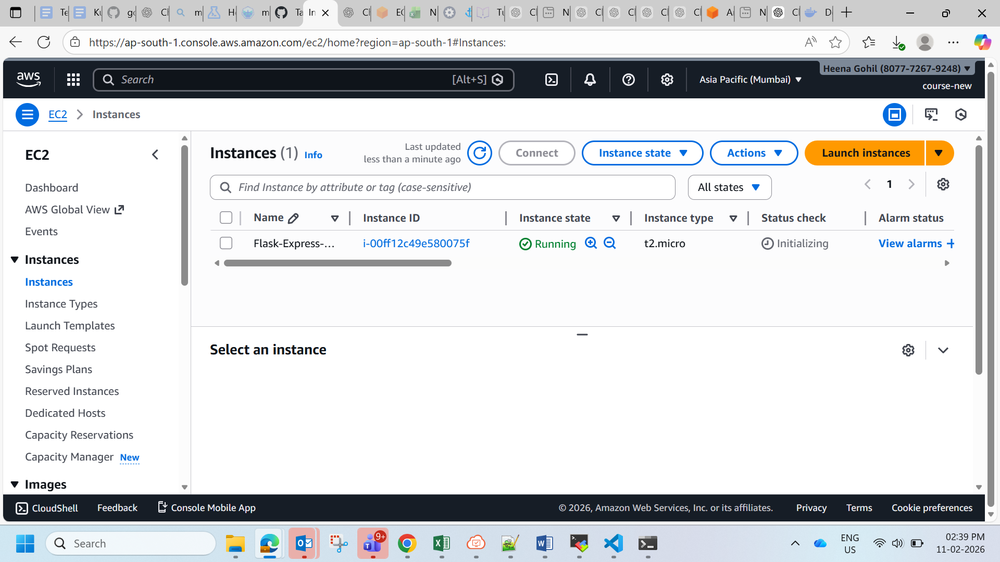 Te
Ku
go
Cl
m
He
m
Ta
In
Cl
EC
N
Tu
Cl
N
Cl
Cl
Cl
Cl
A
N
Cl
D
https://ap-south-1.console.aws.amazon.com/ec2/home?region=ap-south-1#Instances:
aws
Search
[Alt+S]
Asia Pacific (Mumbai)
Heena Gohil (8077-7267-9248)
course-new
EC2
Instances
EC2
Dashboard
AWS Global View
Events
Instances
Instances
Instance Types
Launch Templates
Spot Requests
Savings Plans
Reserved Instances
Dedicated Hosts
Capacity Reservations
Capacity Manager New
Images
Instances (1) Info
Last updated
less than a minute ago
Connect
Instance state
Actions
Launch instances
Find Instance by attribute or tag (case-sensitive)
All states
1
Name Instance ID Instance state Instance type Status check Alarm status
Flask-Express-... i-00ff12c49e580075f Running t2.micro Initializing View alarms +
Select an instance
CloudShell Feedback Console Mobile App © 2026, Amazon Web Services, Inc. or its affiliates. Privacy Terms Cookie preferences
Search
9+
ENG
US
02:39 PM
11-02-2026